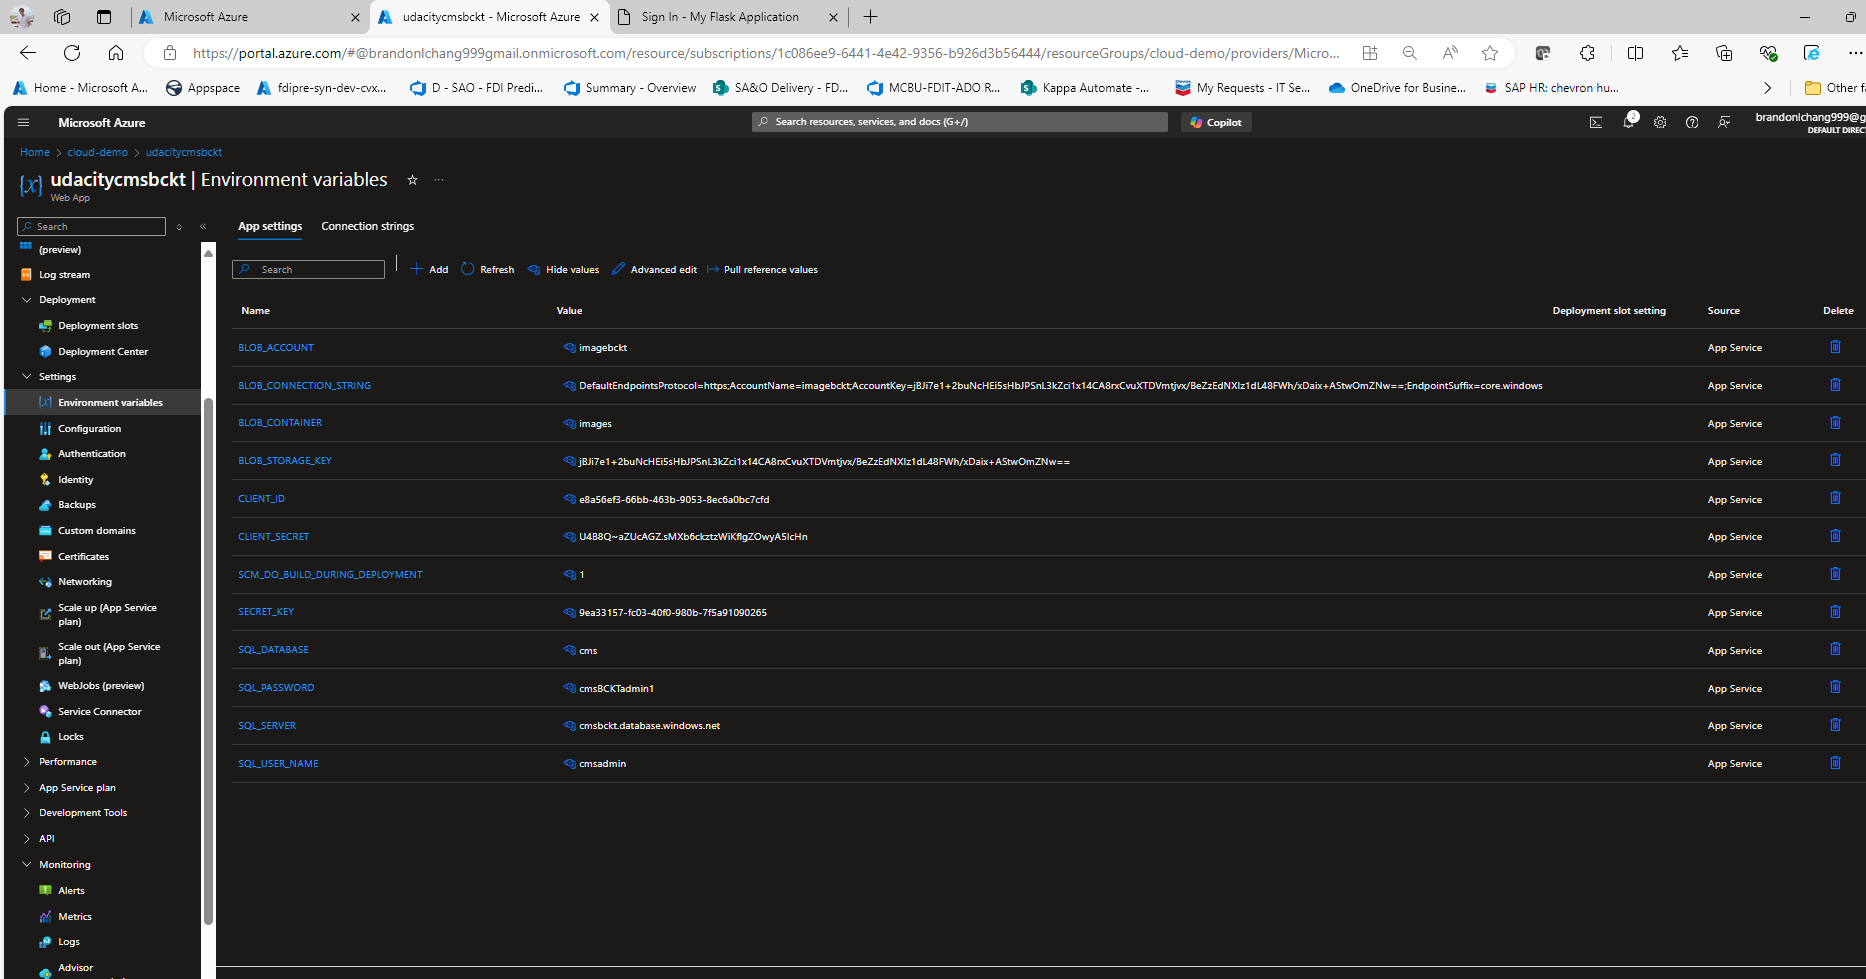 Microsoft Azure
udacitycmsbckt - Microsoft Azure
Sign In - My Flask Application
https://portal.azure.com/#@brandonlchang999gmail.onmicrosoft.com/resource/subscriptions/1c086ee9-6441-4e42-9356-b926d3b56444/resourceGroups/cloud-demo/providers/Micro...
Home - Microsoft A...
Appspace
fdipre-syn-dev-cvx...
D - SAO - FDI Predi...
Summary - Overview
SA&O Delivery - FD...
MCBU-FDIT-ADO R...
Kappa Automate -...
My Requests - IT Se...
OneDrive for Busine...
SAP HR: chevron hu...
Other fa
Microsoft Azure
Search resources, services, and docs (G+/)
Copilot
2
brandonlchang999@g
DEFAULT DIRECT
Home > cloud-demo > udacitycmsbckt
udacitycmsbckt | Environment variables
Web App
Search
(preview)
Log stream
Deployment
Deployment slots
Deployment Center
Settings
Environment variables
Configuration
Authentication
Identity
Backups
Custom domains
Certificates
Networking
Scale up (App Service
plan)
Scale out (App Service
plan)
WebJobs (preview)
Service Connector
Locks
Performance
App Service plan
Development Tools
API
Monitoring
Alerts
Metrics
Logs
Advisor
App settings Connection strings
Search
Add Refresh Hide values Advanced edit Pull reference values
Name Value Deployment slot setting Source Delete
BLOB_ACCOUNT imagebckt App Service
BLOB_CONNECTION_STRING DefaultEndpointsProtocol=https;AccountName=imagebckt;AccountKey=jBJi7e1+2buNcHEi5sHbJPSnL3kZci1x14CA8rxCvuXTDVmtjvx/BeZzEdNXIz1dL48FWh/xDaix+AStwOmZNw==;EndpointSuffix=core.windows App Service
BLOB_CONTAINER images App Service
BLOB_STORAGE_KEY jBJi7e1+2buNcHEi5sHbJPSnL3kZci1x14CA8rxCvuXTDVmtjvx/BeZzEdNXIz1dL48FWh/xDaix+AStwOmZNw== App Service
CLIENT_ID e8a56ef3-66bb-463b-9053-8ec6a0bc7cfd App Service
CLIENT_SECRET U4B8Q~aZUcAGZ.sMXb6ckztzWiKflgZOwyA5IcHn App Service
SCM_DO_BUILD_DURING_DEPLOYMENT 1 App Service
SECRET_KEY 9ea33157-fc03-40f0-980b-7f5a91090265 App Service
SQL_DATABASE cms App Service
SQL_PASSWORD cmsBCKTadmin1 App Service
SQL_SERVER cmsbckt.database.windows.net App Service
SQL_USER_NAME cmsadmin App Service